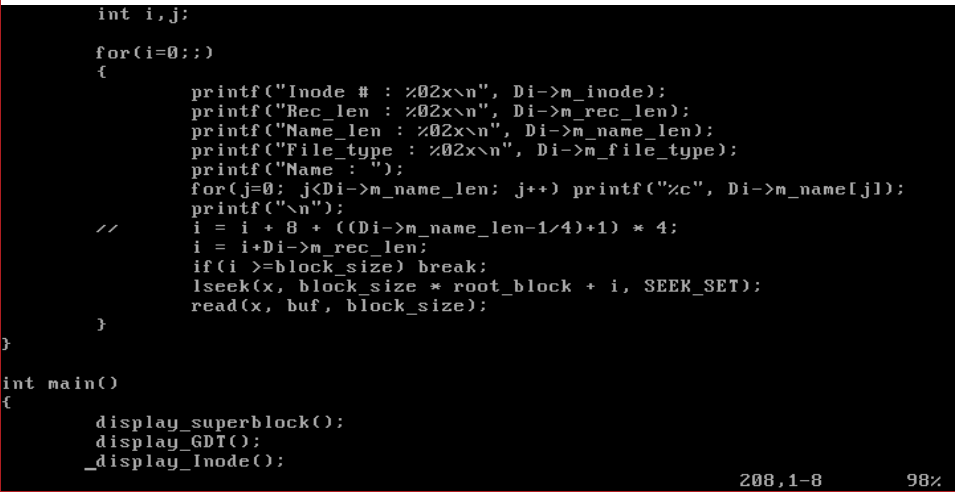 int i,j;
for(i=0;;)
{
printf("Inode # : %02x\n", Di->m_inode);
printf("Rec_len : %02x\n", Di->m_rec_len);
printf("Name_len : %02x\n", Di->m_name_len);
printf("File_type : %02x\n", Di->m_file_type);
printf("Name : ");
for(j=0; j<Di->m_name_len; j++) printf("%c", Di->m_name[j]);
printf("\n");
// i = i + 8 + ((Di->m_name_len-1/4)+1) * 4;
i = i+Di->m_rec_len;
if(i >=block_size) break;
lseek(x, block_size * root_block + i, SEEK_SET);
read(x, buf, block_size);
}
}
int main()
{
display_superblock();
display_GDT();
display_Inode();
208,1-8 98%